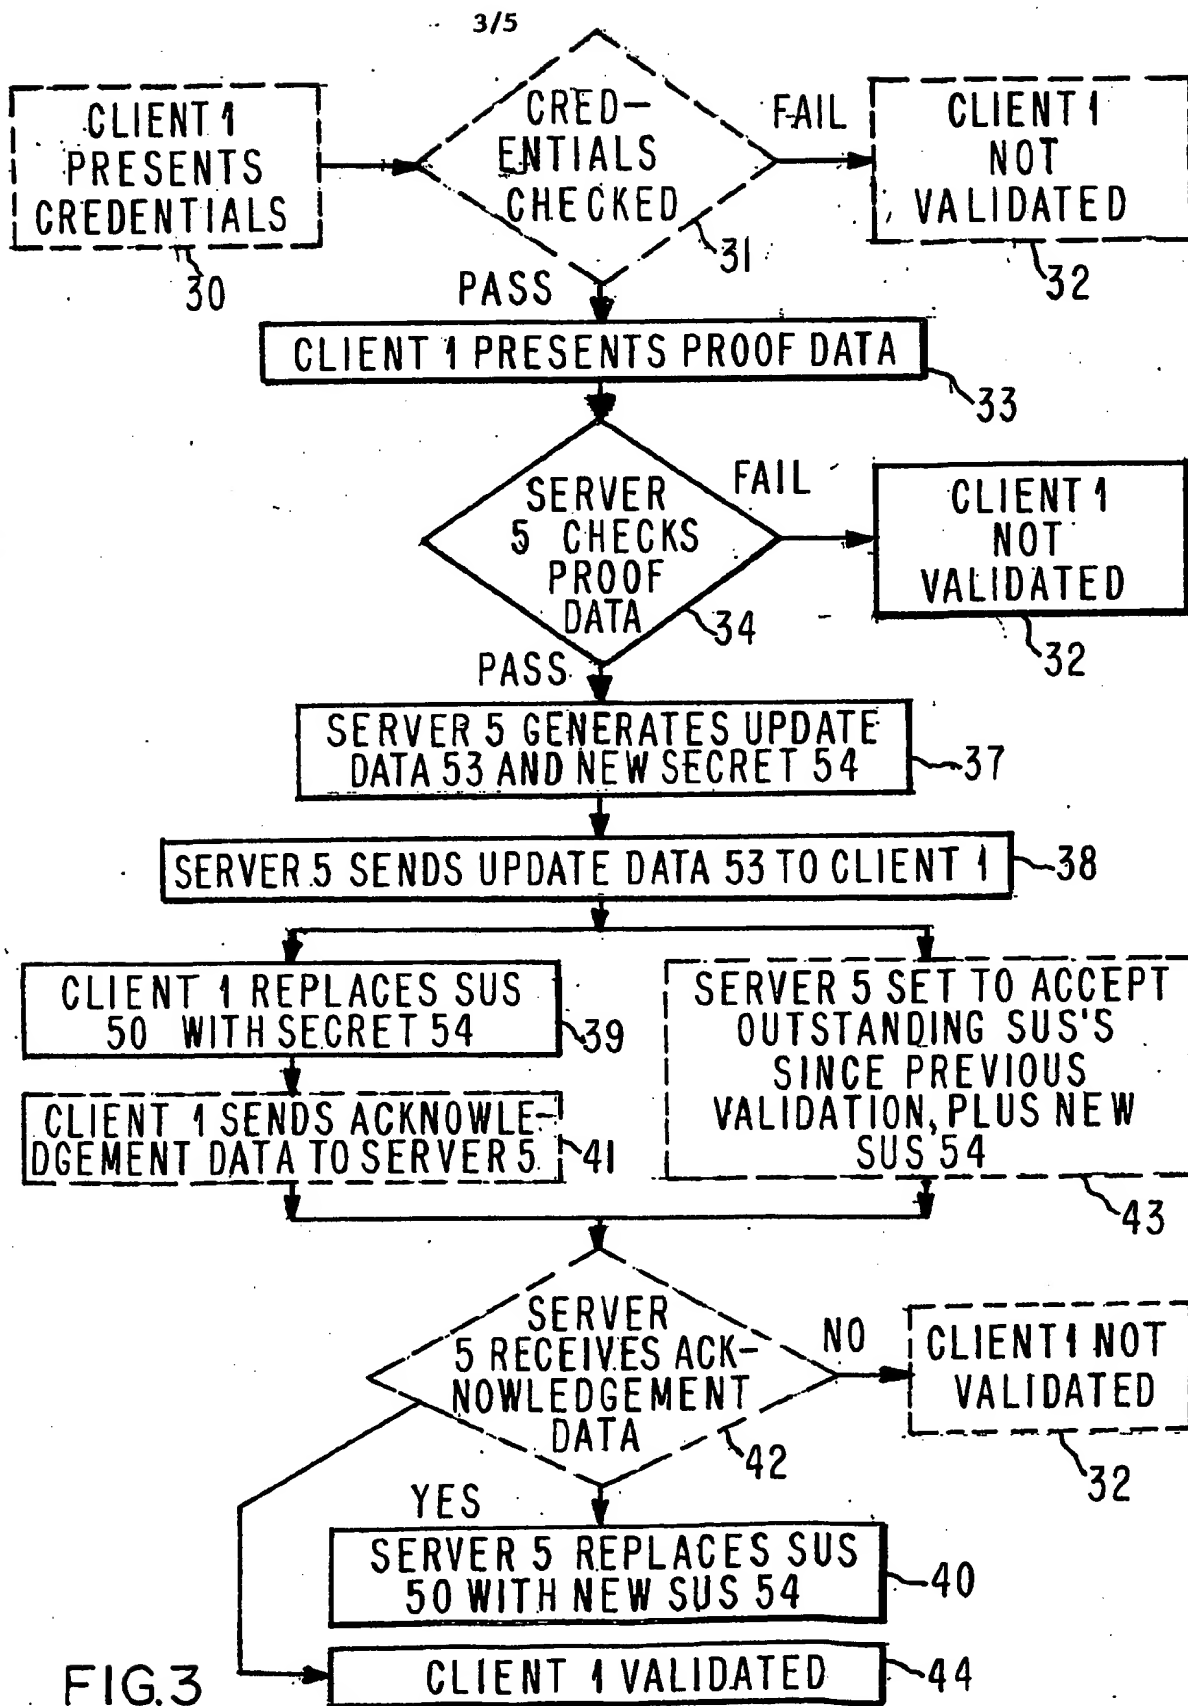 3/5
CLIENT 1
PRESENTS
CREDENTIALS
30
CRED-
ENTIALS
CHECKED
31
FAIL
CLIENT 1
NOT
VALIDATED
32
PASS
CLIENT 1 PRESENTS PROOF DATA
33
SERVER
5 CHECKS
PROOF
DATA
34
FAIL
CLIENT 1
NOT
VALIDATED
32
PASS
SERVER 5 GENERATES UPDATE
DATA 53 AND NEW SECRET 54
37
SERVER 5 SENDS UPDATE DATA 53 TO CLIENT 1
38
CLIENT 1 REPLACES SUS
50 WITH SECRET 54
39
CLIENT 1 SENDS ACKNOWLE-
DGEMENT DATA TO SERVER 5
41
SERVER 5 SET TO ACCEPT
OUTSTANDING SUS'S
SINCE PREVIOUS
VALIDATION, PLUS NEW
SUS 54
43
SERVER
5 RECEIVES ACK-
NOWLEDGEMENT
DATA
42
NO
CLIENT 1 NOT
VALIDATED
32
YES
SERVER 5 REPLACES SUS
50 WITH NEW SUS 54
40
CLIENT 1 VALIDATED
44
FIG.3